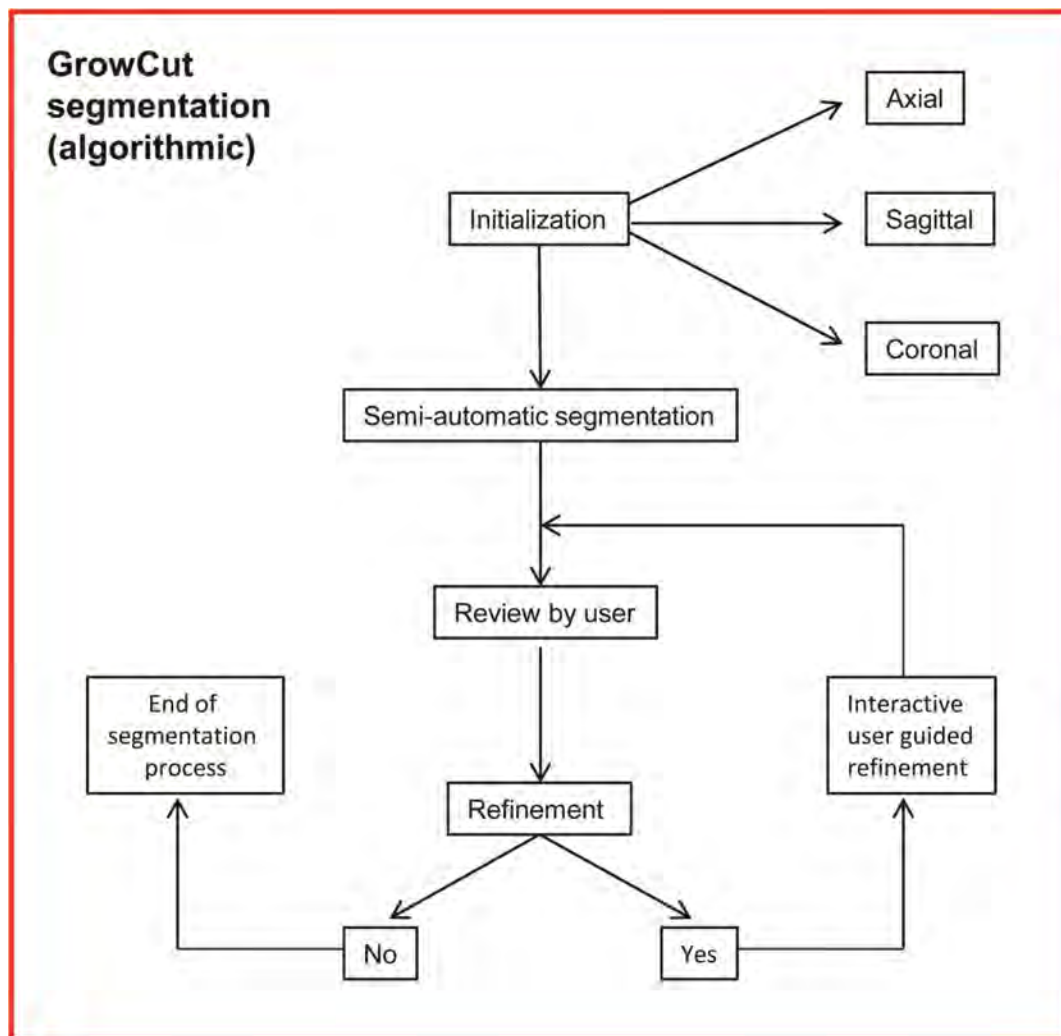 GrowCut
segmentation
(algorithmic)
Axial
Initialization
Sagittal
Coronal
Semi-automatic segmentation
Review by user
End of
segmentation
process
Interactive
user guided
refinement
Refinement
No
Yes